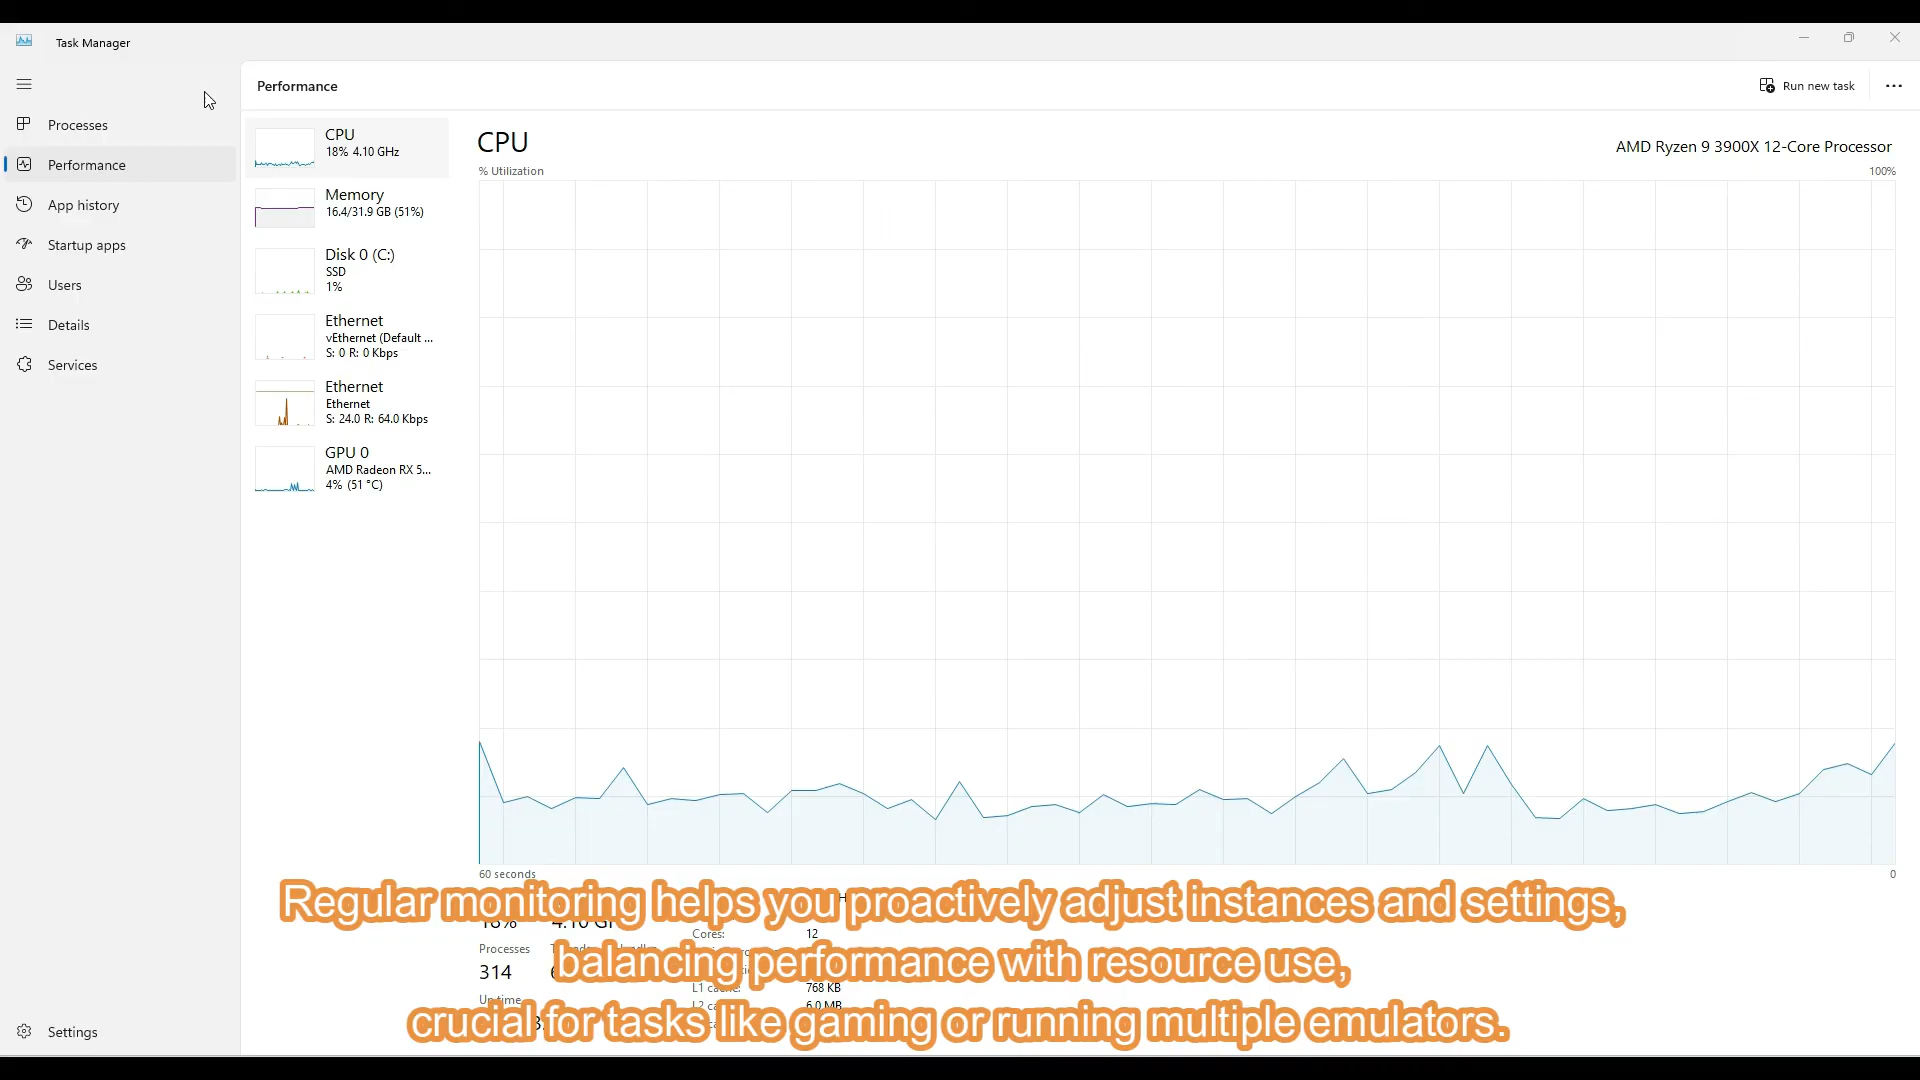 Task Manager
Performance
Run new task
Processes
Performance
App history
Startup apps
Users
Details
Services
Settings
CPU
18% 4.10 GHz
Memory
16.4/31.9 GB (51%)
Disk 0 (C:)
SSD
1%
Ethernet
vEthernet (Default ...
S: 0 R: 0 Kbps
Ethernet
Ethernet
S: 24.0 R: 64.0 Kbps
GPU 0
AMD Radeon RX 5...
4% (51 °C)
CPU
AMD Ryzen 9 3900X 12-Core Processor
% Utilization
100%
60 seconds
0
Regular monitoring helps you proactively adjust instances and settings,
balancing performance with resource use,
crucial for tasks like gaming or running multiple emulators.
18%
Processes
314
Cores: 12
768 KB
6.0 MB